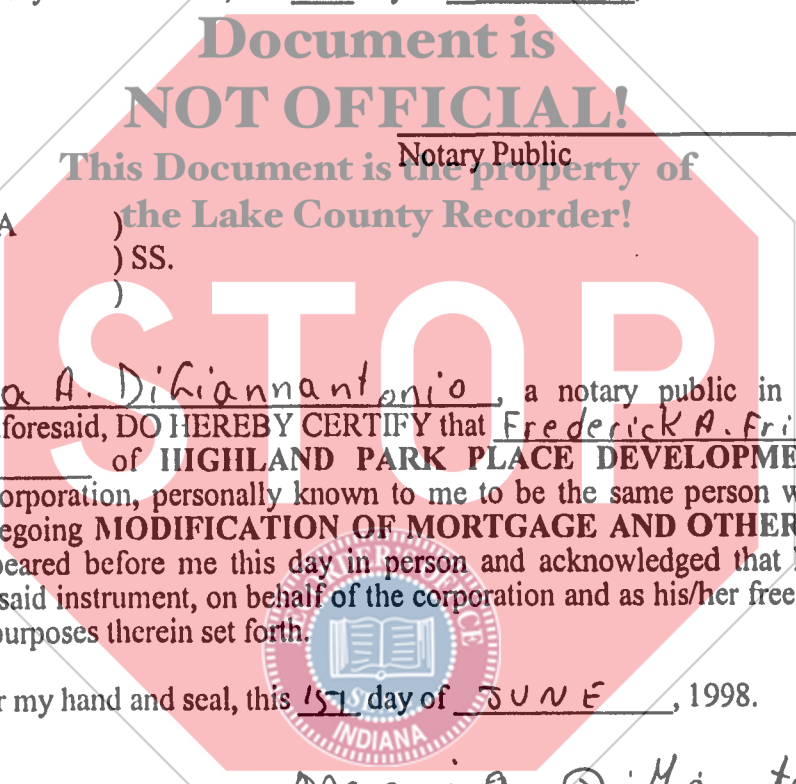 Document is
NOT OFFICIAL!
This Document is the property of
the Lake County Recorder!
Notary Public
A )
) SS.
)
STOP
a A. DiGiannantonio, a notary public in
foresaid, DO HEREBY CERTIFY that Frederick A. Fri
of HIGHLAND PARK PLACE DEVELOPME
orporation, personally known to me to be the same person w
egoing MODIFICATION OF MORTGAGE AND OTHER
peared before me this day in person and acknowledged that
said instrument, on behalf of the corporation and as his/her free
purposes therein set forth.
r my hand and seal, this 1st day of JUNE, 1998.
SEAL
INDIANA